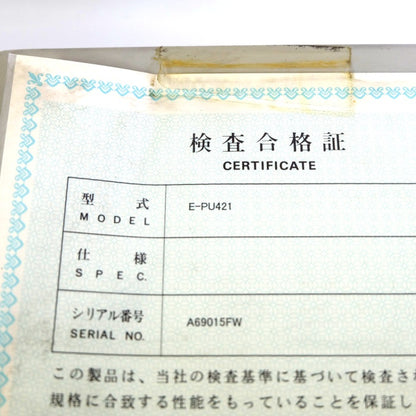 検査合格証
CERTIFICATE
型式 E-PU421
MODEL
仕様
SPEC.
シリアル番号 A69015FW
SERIAL NO.
この製品は、当社の検査基準に基づいて検査さ
規格に合致する性能をもっていることを保証し